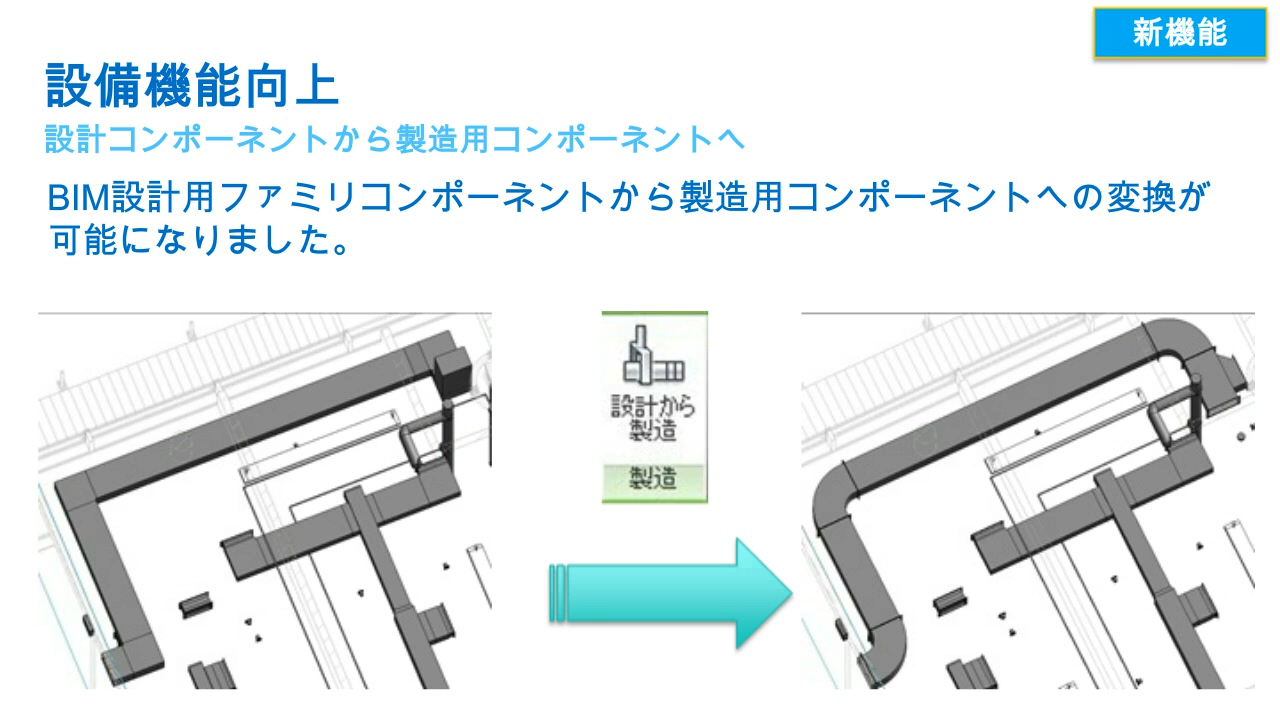 新機能
設備機能向上
設計コンポーネントから製造用コンポーネントへ
BIM設計用ファミリコンポーネントから製造用コンポーネントへの変換が
可能になりました。
設計から
製造
製造